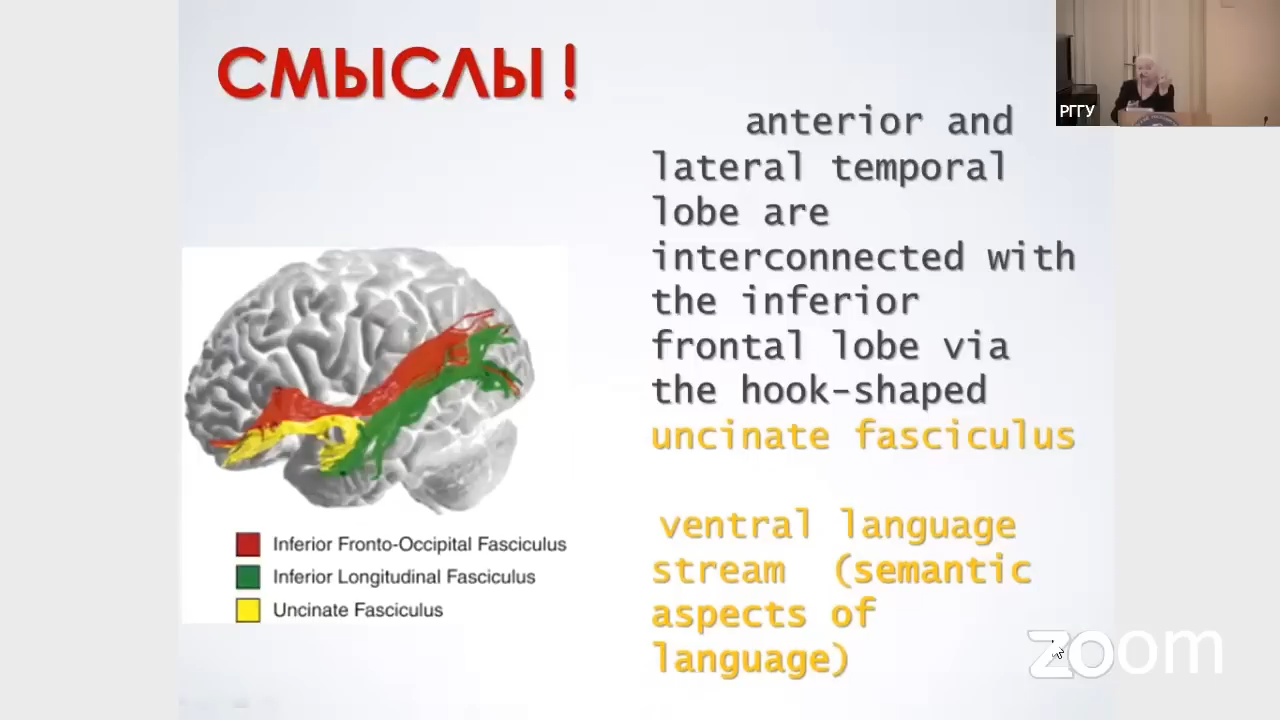 СМЫСЛЫ!
anterior and
lateral temporal
lobe are
interconnected with
the inferior
frontal lobe via
the hook-shaped
uncinate fasciculus
ventral language
stream (semantic
aspects of
language)
Inferior Fronto-Occipital Fasciculus
Inferior Longitudinal Fasciculus
Uncinate Fasciculus
РГГУ
zoom